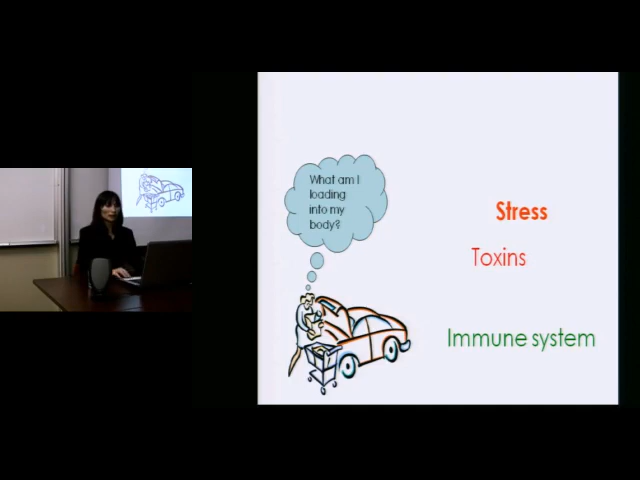 What am I
loading
into my
body?
Stress
Toxins
Immune system